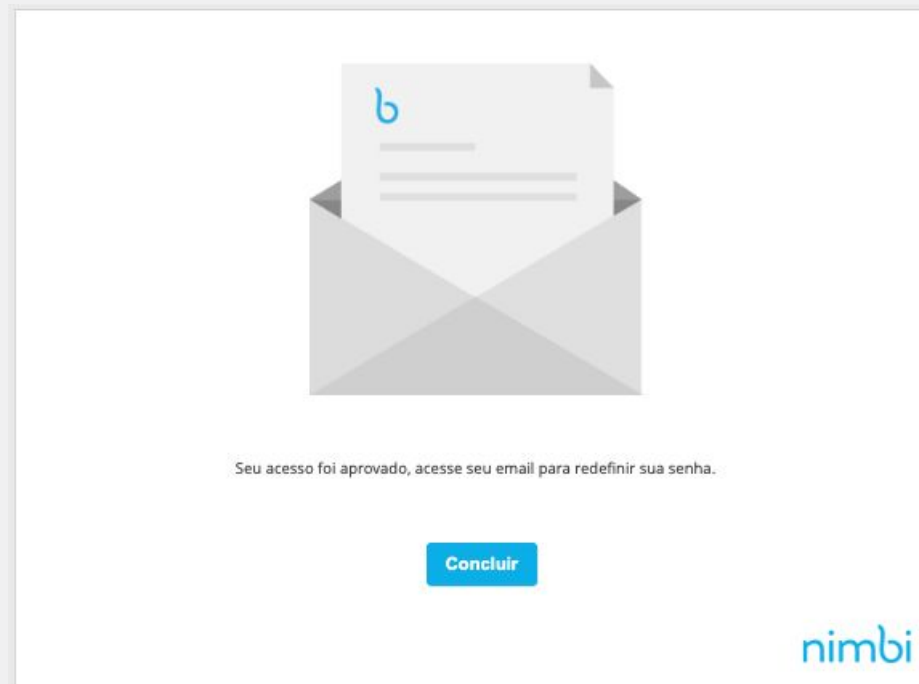 b
Seu acesso foi aprovado, acesse seu email para redefinir sua senha.
Concluir
nimbi